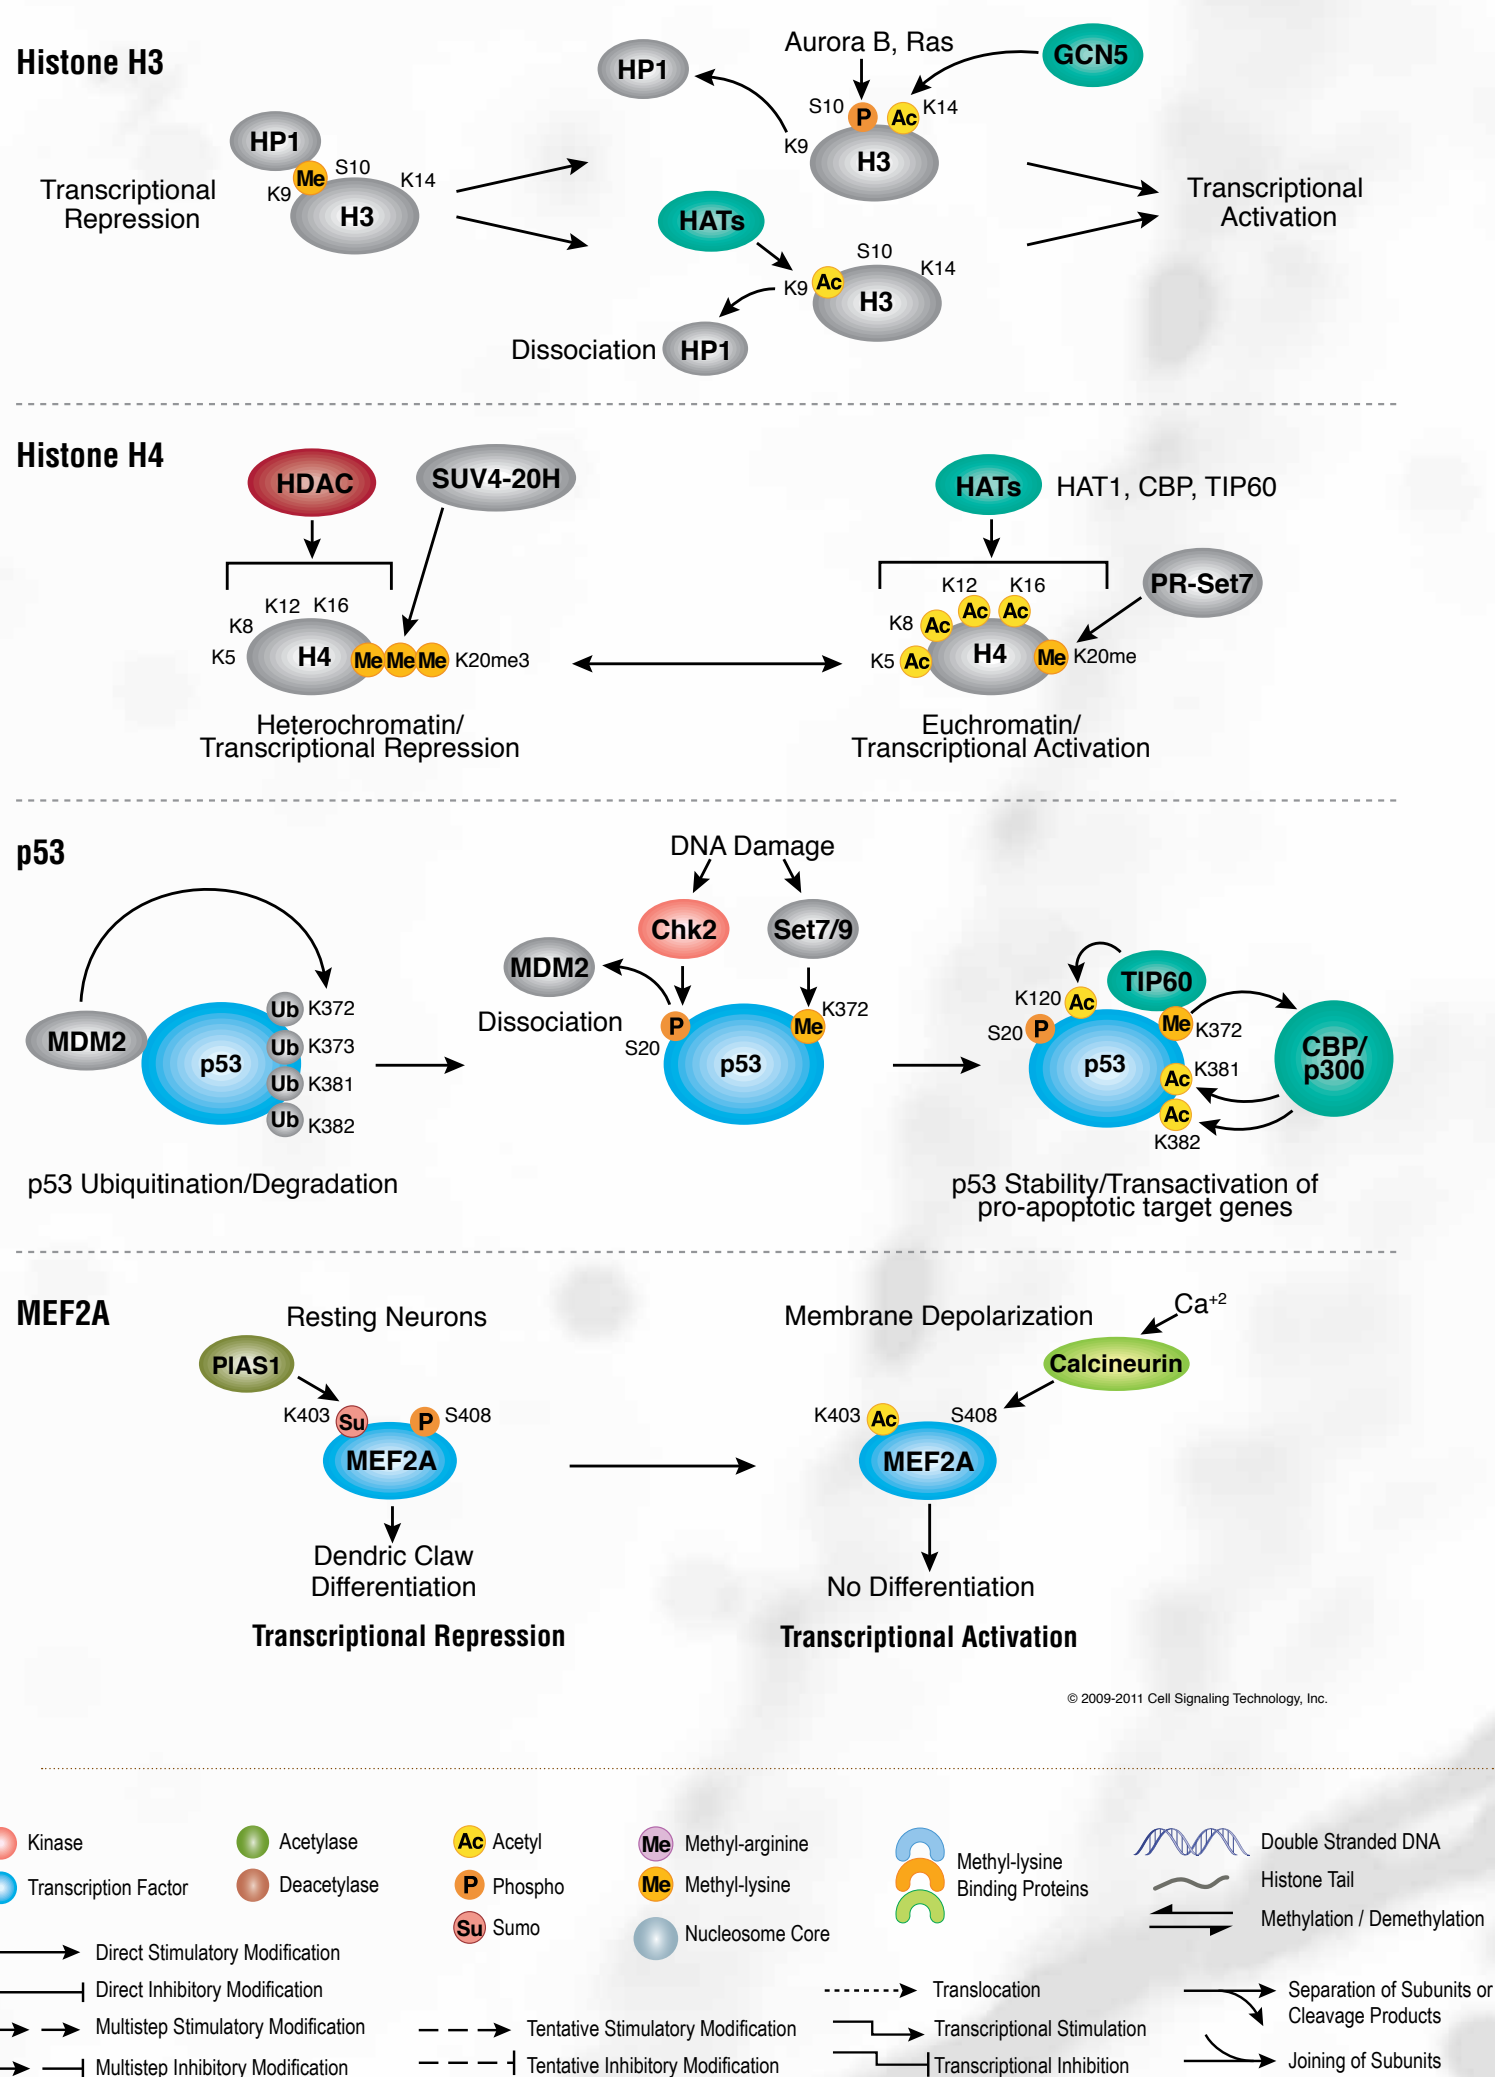 Histone H3
HP1
Me
K9
S10
K14
H3
Transcriptional
Repression
HP1
Aurora B, Ras
GCN5
S10
P
Ac
K14
K9
H3
HATs
S10
K14
K9
Ac
H3
Dissociation
HP1
Transcriptional
Activation
Histone H4
HDAC
SUV4-20H
K12
K16
K8
K5
H4
Me
Me
Me
K20me3
Heterochromatin/
Transcriptional Repression
HATs
HAT1, CBP, TIP60
PR-Set7
K12
K16
K8
Ac
Ac
Ac
K5
Ac
H4
Me
K20me
Euchromatin/
Transcriptional Activation
p53
MDM2
p53
Ub
K372
Ub
K373
Ub
K381
Ub
K382
p53 Ubiquitination/Degradation
DNA Damage
Chk2
Set7/9
MDM2
Dissociation
P
S20
K372
Me
p53
TIP60
K120
Ac
S20
P
Me
K372
p53
Ac
K381
Ac
K382
CBP/
p300
p53 Stability/Transactivation of
pro-apoptotic target genes
MEF2A
Resting Neurons
PIAS1
K403
Su
P
S408
MEF2A
Dendric Claw
Differentiation
Transcriptional Repression
Membrane Depolarization
Ca+2
Calcineurin
K403
Ac
S408
MEF2A
No Differentiation
Transcriptional Activation
© 2009-2011 Cell Signaling Technology, Inc.
Kinase
Transcription Factor
Acetylase
Deacetylase
Ac Acetyl
P Phospho
Su Sumo
Me Methyl-arginine
Me Methyl-lysine
Nucleosome Core
Methyl-lysine
Binding Proteins
Double Stranded DNA
Histone Tail
Methylation / Demethylation
Direct Stimulatory Modification
Direct Inhibitory Modification
Multistep Stimulatory Modification
Multistep Inhibitory Modification
Tentative Stimulatory Modification
Tentative Inhibitory Modification
Translocation
Transcriptional Stimulation
Transcriptional Inhibition
Separation of Subunits or
Cleavage Products
Joining of Subunits